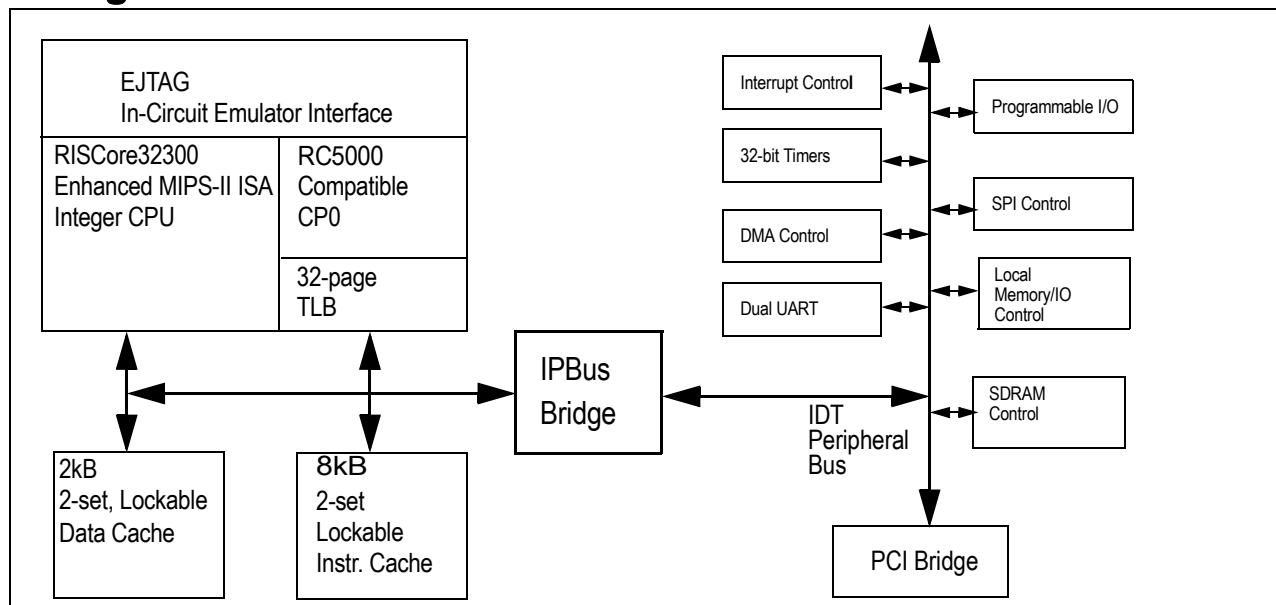 EJTAG
In-Circuit Emulator Interface
RISCore32300
Enhanced MIPS-II ISA
Integer CPU
RC5000
Compatible
CP0
32-page
TLB
2kB
2-set, Lockable
Data Cache
8kB
2-set
Lockable
Instr. Cache
IPBus
Bridge
IDT
Peripheral
Bus
Interrupt Control
32-bit Timers
DMA Control
Dual UART
Programmable I/O
SPI Control
Local
Memory/IO
Control
SDRAM
Control
PCI Bridge